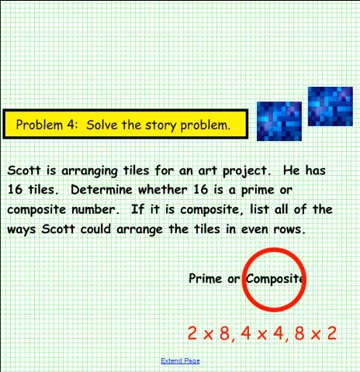 Problem 4: Solve the story problem.
Scott is arranging tiles for an art project. He has
16 tiles. Determine whether 16 is a prime or
composite number. If it is composite, list all of the
ways Scott could arrange the tiles in even rows.
Prime or Composite
2 x 8, 4 x 4, 8 x 2
Extend Page